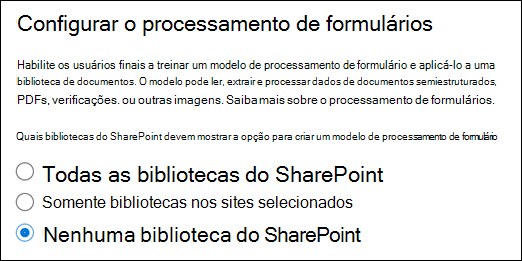 Configurar o processamento de formulários
Habilite os usuários finais a treinar um modelo de processamento de formulário e aplicá-lo a uma
biblioteca de documentos. O modelo pode ler, extrair e processar dados de documentos semiestruturados,
PDFs, verificações. ou outras imagens. Saiba mais sobre o processamento de formulários.
Quais bibliotecas do SharePoint devem mostrar a opção para criar um modelo de processamento de formulário
Todas as bibliotecas do SharePoint
Somente bibliotecas nos sites selecionados
Nenhuma biblioteca do SharePoint